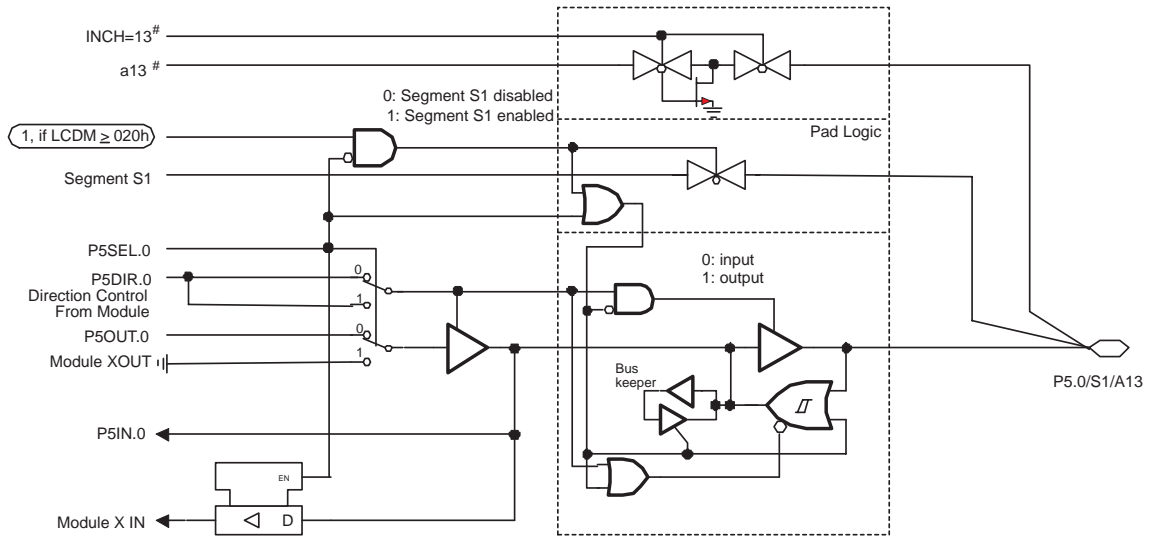 INCH=13#
a13 #
0: Segment S1 disabled
1: Segment S1 enabled
1, if LCDM ≥ 020h
Pad Logic
Segment S1
P5SEL.0
0: input
1: output
P5DIR.0
0
Direction Control
From Module
1
P5OUT.0
0
Module XOUT
1
Bus
keeper
P5.0/S1/A13
P5IN.0
EN
Module X IN
D